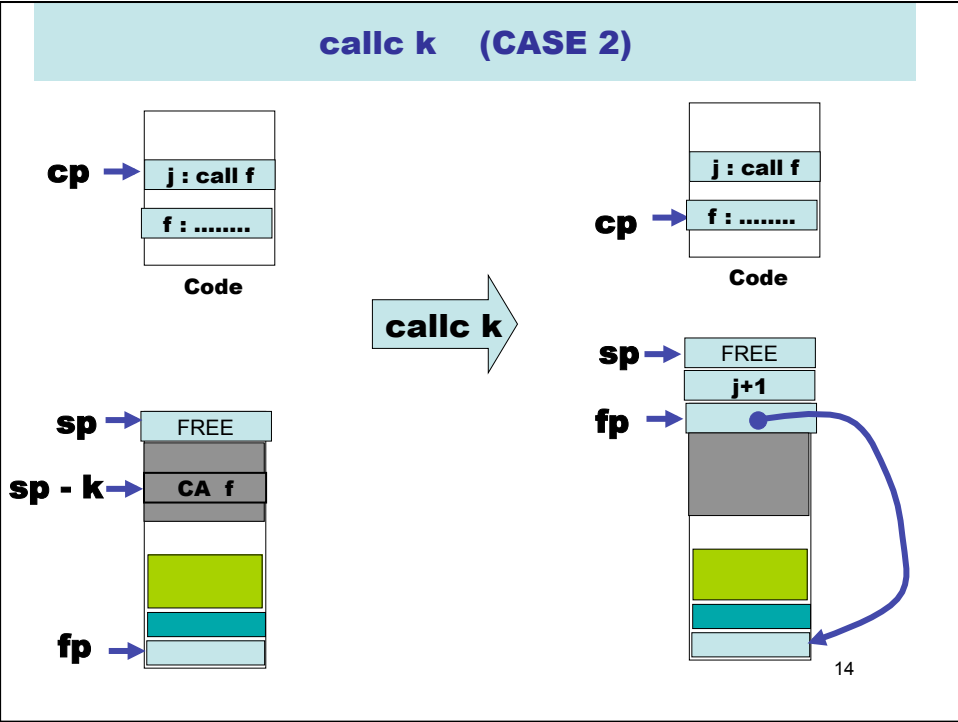 callc k (CASE 2)
cp
j : call f
f : ........
Code
j : call f
cp
f : ........
Code
callc k
sp
FREE
sp - k
CA f
fp
sp
FREE
j+1
fp
14